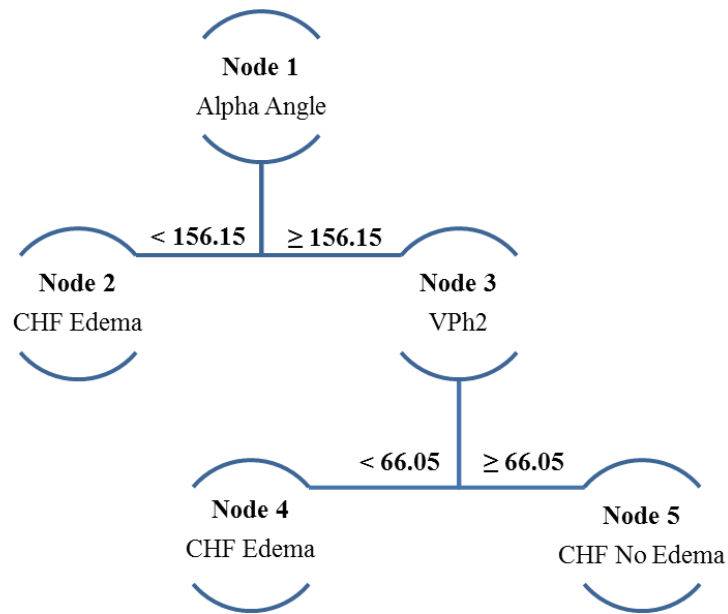 Node 1
Alpha Angle
< 156.15
≥ 156.15
Node 2
CHF Edema
Node 3
VPh2
< 66.05
≥ 66.05
Node 4
CHF Edema
Node 5
CHF No Edema